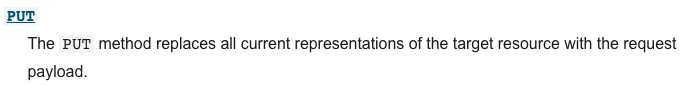 PUT
The PUT method replaces all current representations of the target resource with the request
payload.